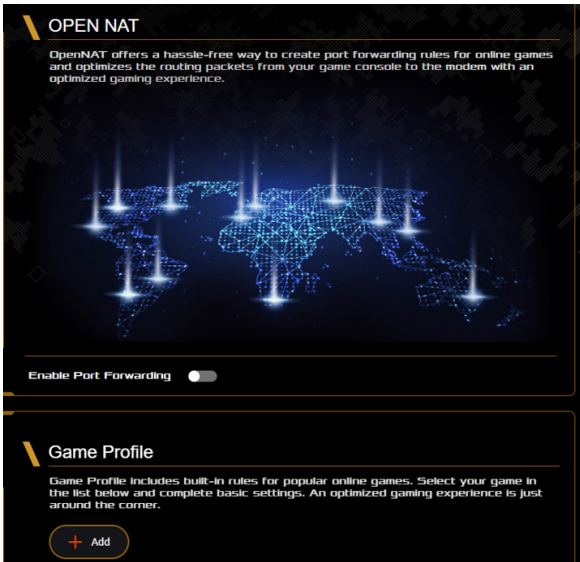 OPEN NAT
OpenNAT offers a hassle-free way to create port forwarding rules for online games
and optimizes the routing packets from your game console to the modem with an
optimized gaming experience.
Enable Port Forwarding
Game Profile
Game Profile includes built-in rules for popular online games. Select your game in
the list below and complete basic settings. An optimized gaming experience is just
around the corner.
+ Add